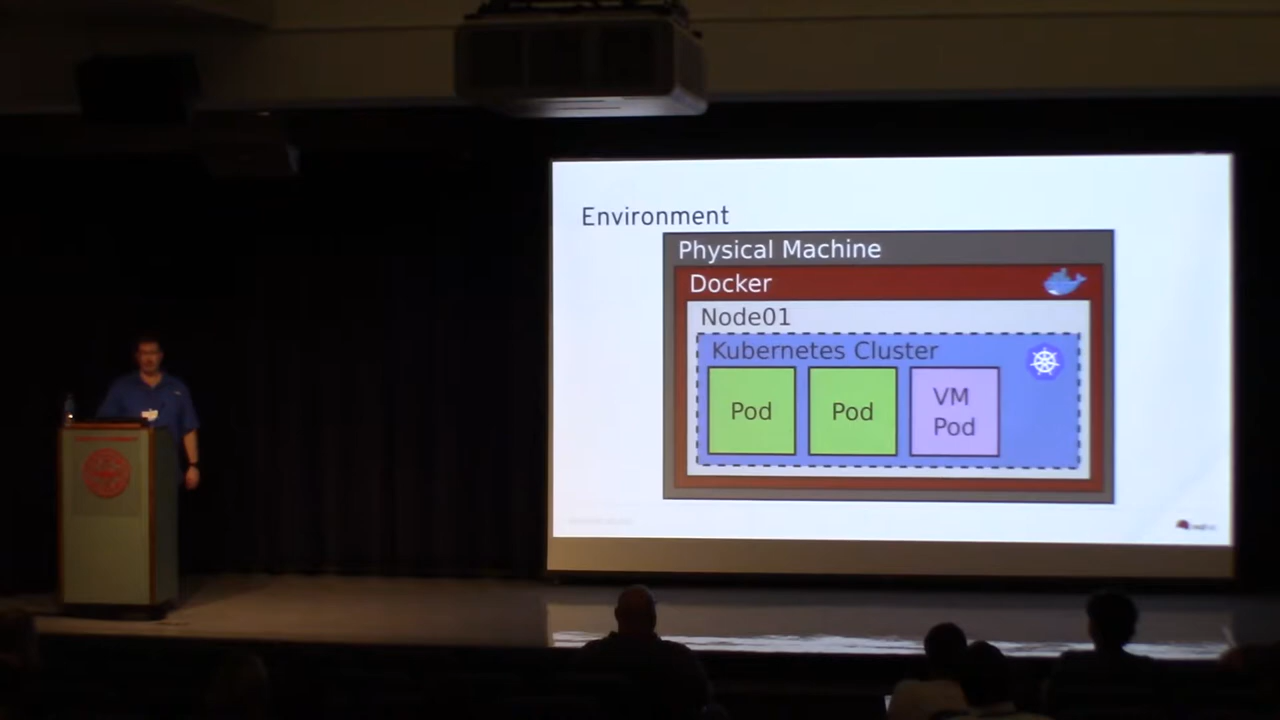 Environment
Physical Machine
Docker
Node01
Kubernetes Cluster
Pod
Pod
VM
Pod